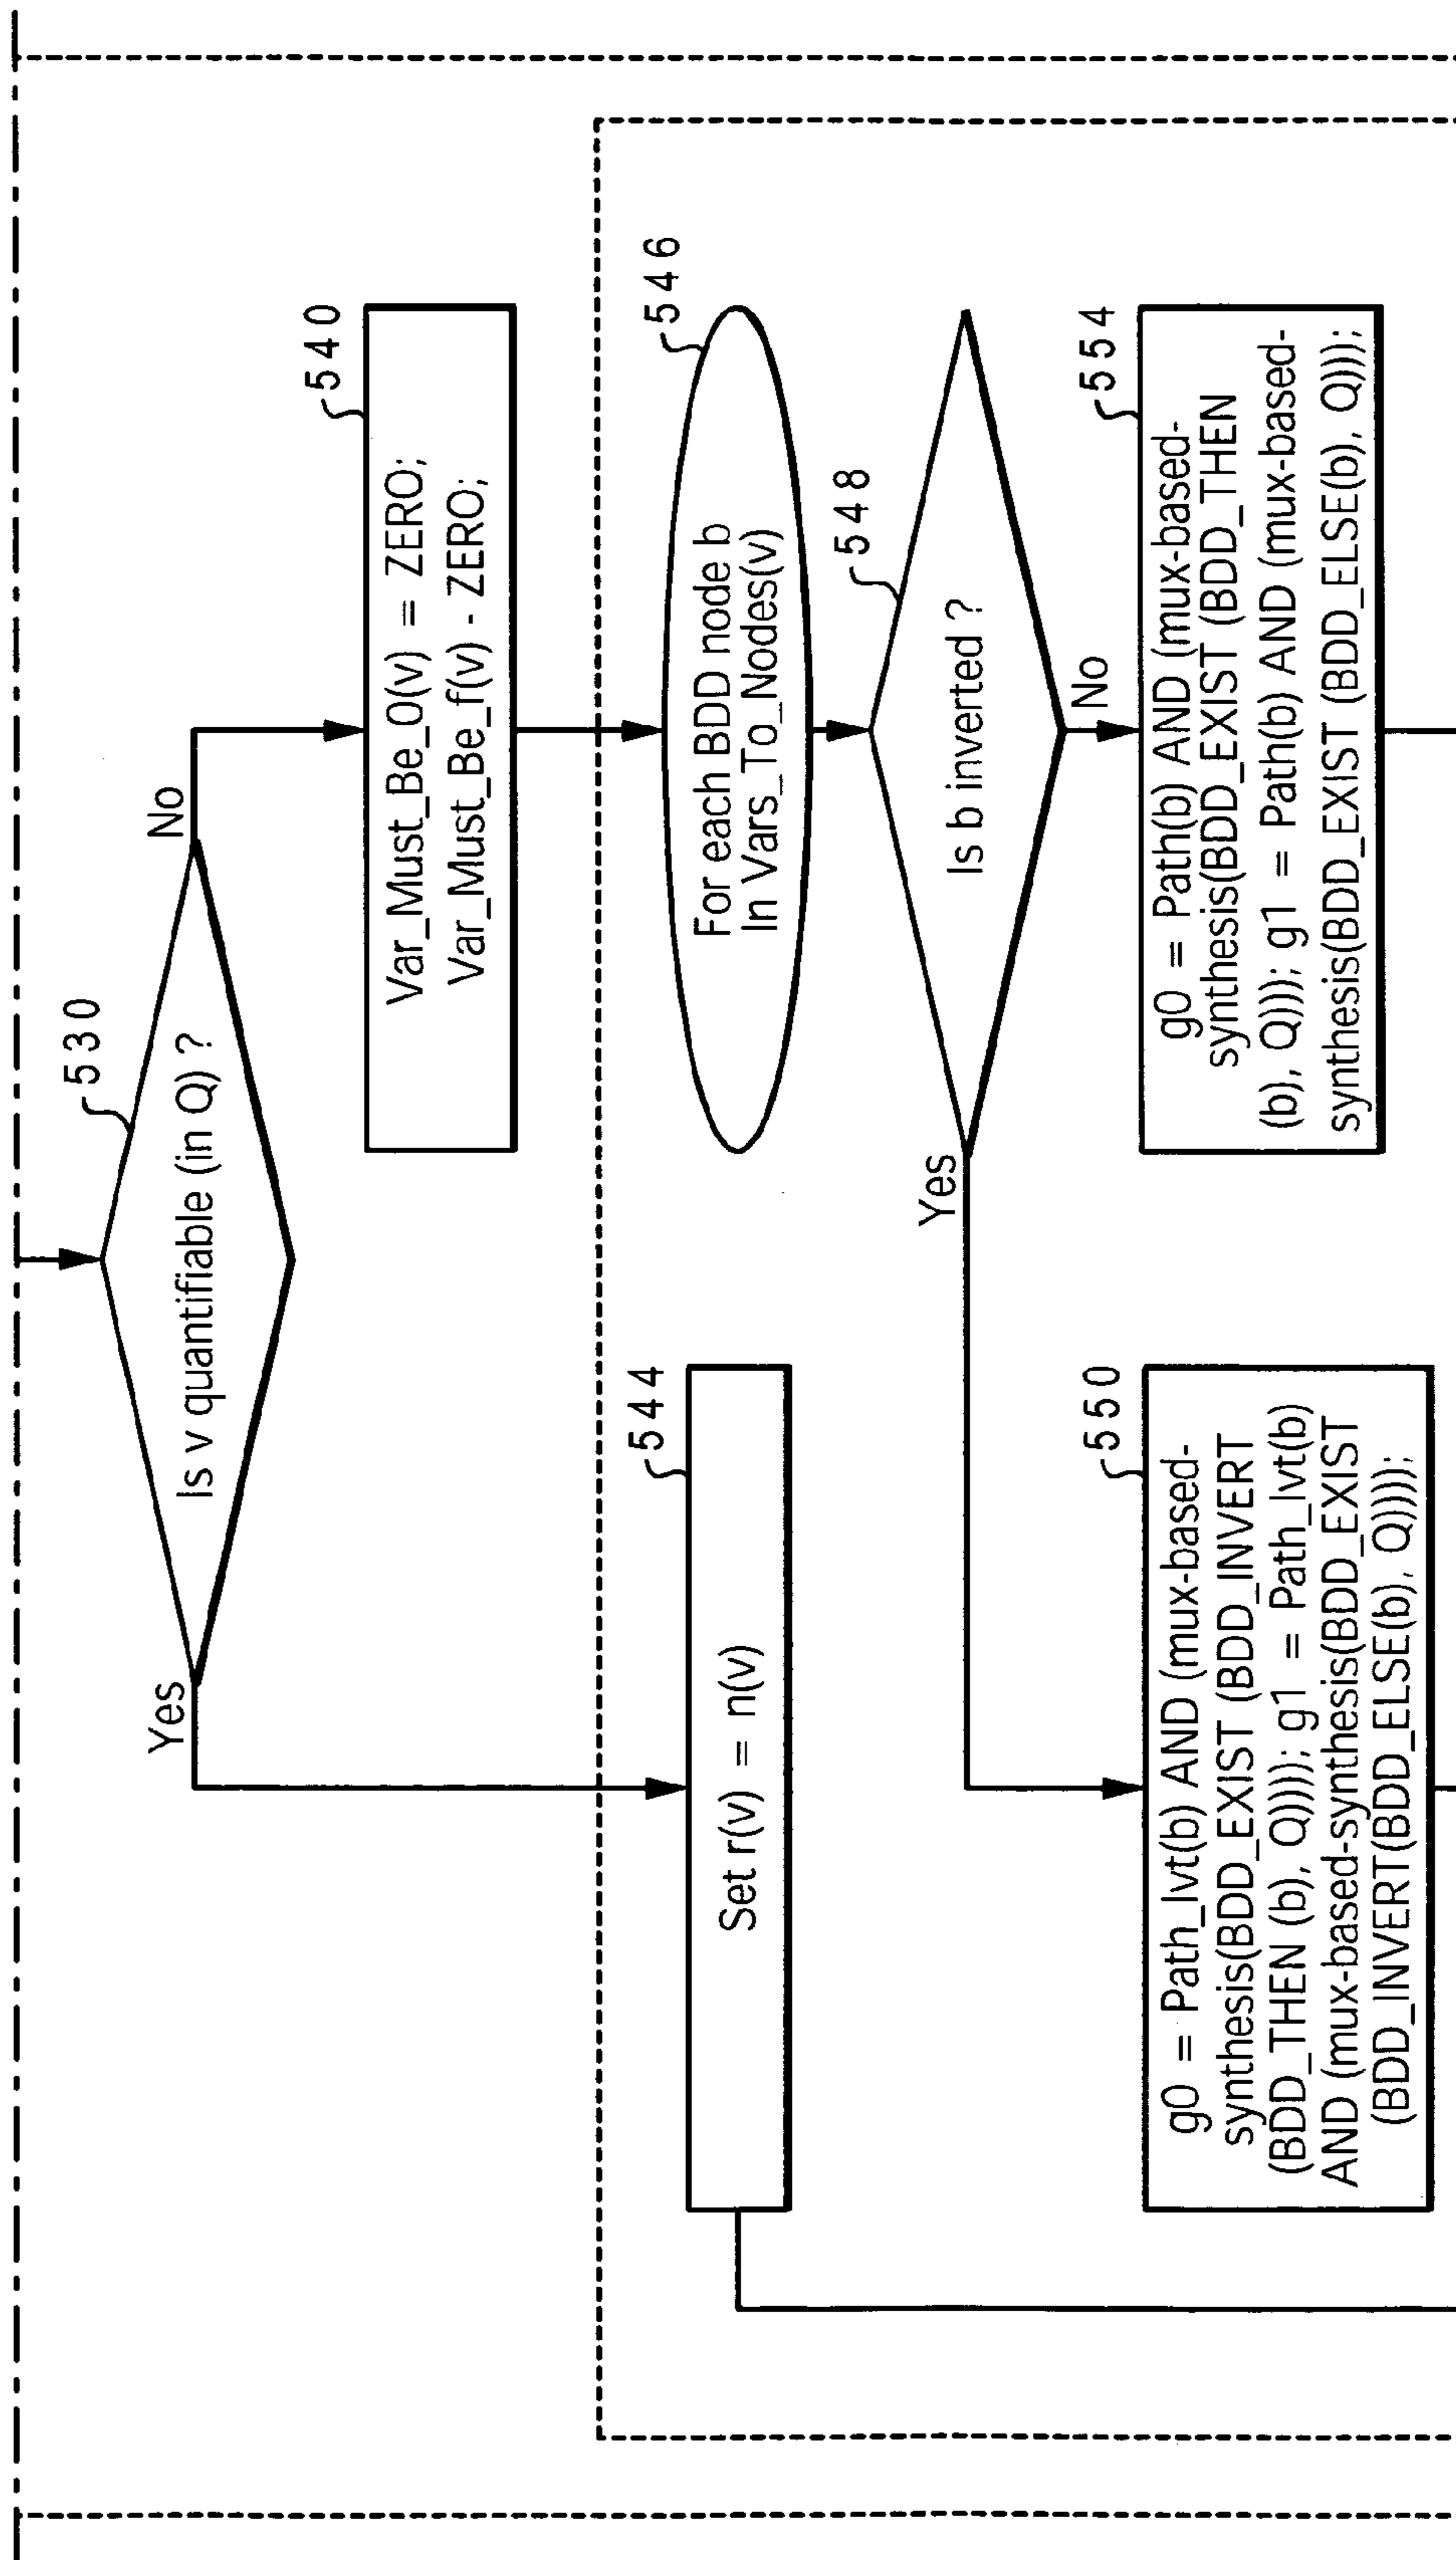 530
Is v quantifiable (in Q) ?
Yes
No
540
Var_Must_Be_0(v) = ZERO;
Var_Must_Be_f(v) - ZERO;
544
Set r(v) = n(v)
546
For each BDD node b
In Vars_To_Nodes(v)
548
Is b inverted ?
Yes
No
550
g0 = Path_Ivt(b) AND (mux-based-
synthesis(BDD_EXIST (BDD_INVERT
(BDD_THEN (b), Q)))); g1 = Path_Ivt(b)
AND (mux-based-synthesis(BDD_EXIST
(BDD_INVERT(BDD_ELSE(b), Q)))));
554
g0 = Path(b) AND (mux-based-
synthesis(BDD_EXIST (BDD_THEN
(b), Q))); g1 = Path(b) AND (mux-based-
synthesis(BDD_EXIST (BDD_ELSE(b), Q))));